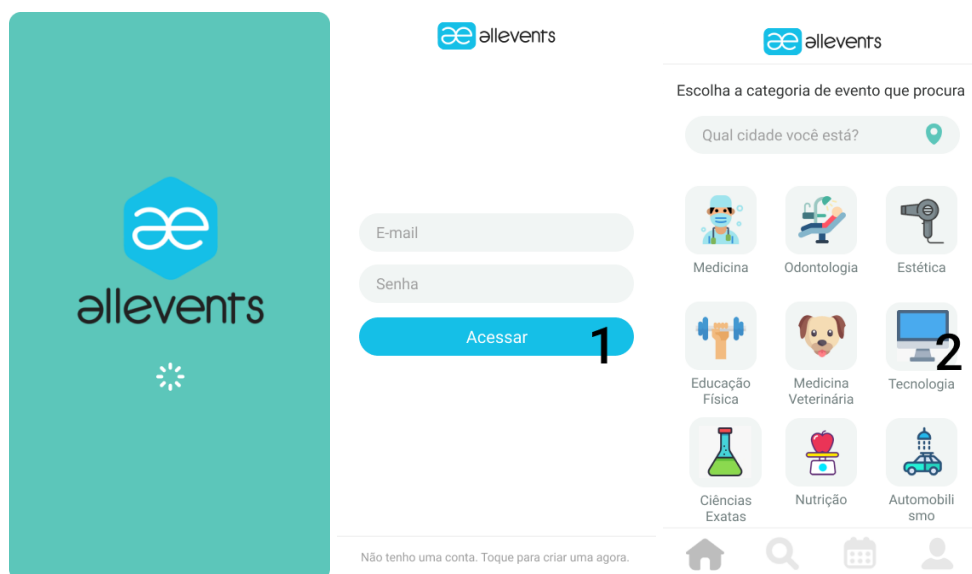 æ
allevents
æ allevents
E-mail
Senha
Acessar
1
Não tenho uma conta. Toque para criar uma agora.
æ allevents
Escolha a categoria de evento que procura
Qual cidade você está?
Medicina
Odontologia
Estética
2
Educação
Física
Medicina
Veterinária
Tecnologia
Ciências
Exatas
Nutrição
Automobili
smo